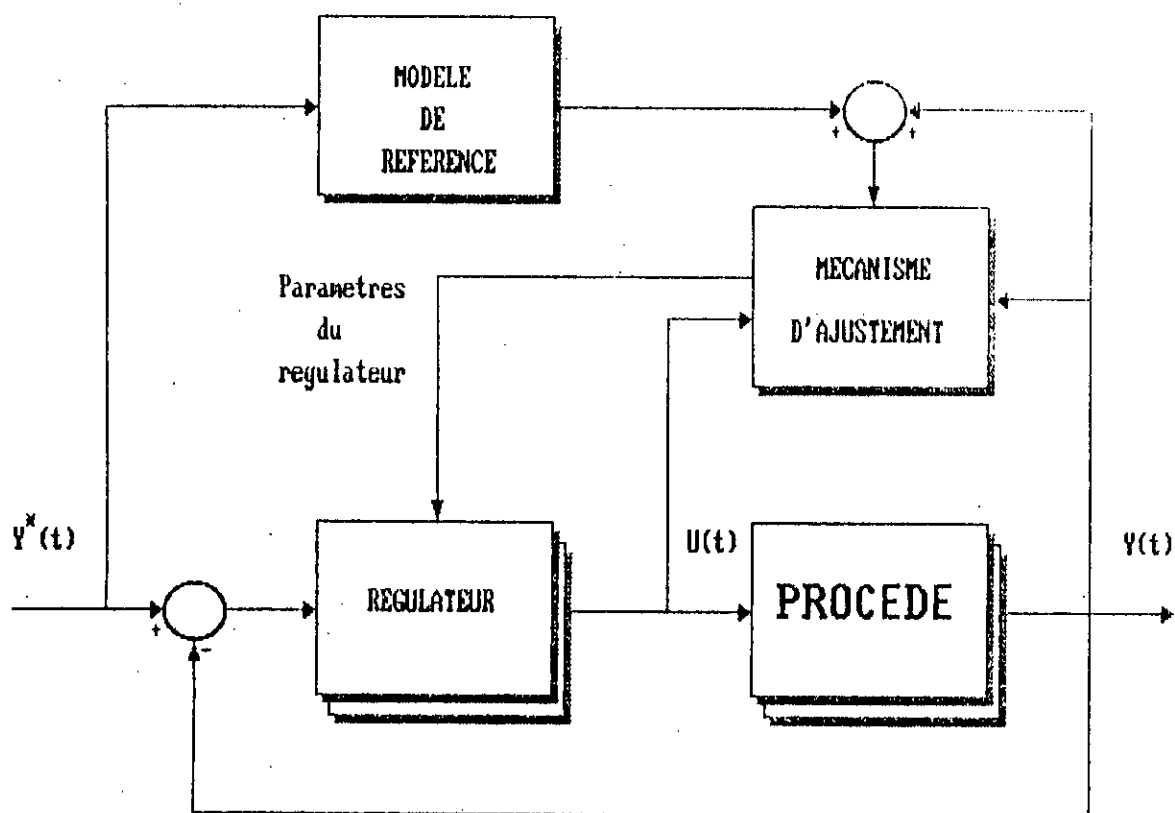 MODELE
DE
REFERENCE
+ +
MECANISME
D'AJUSTEMENT
Parametres
du
regulateur
Y*(t)
U(t)
Y(t)
+
-
REGULATEUR
PROCEDE